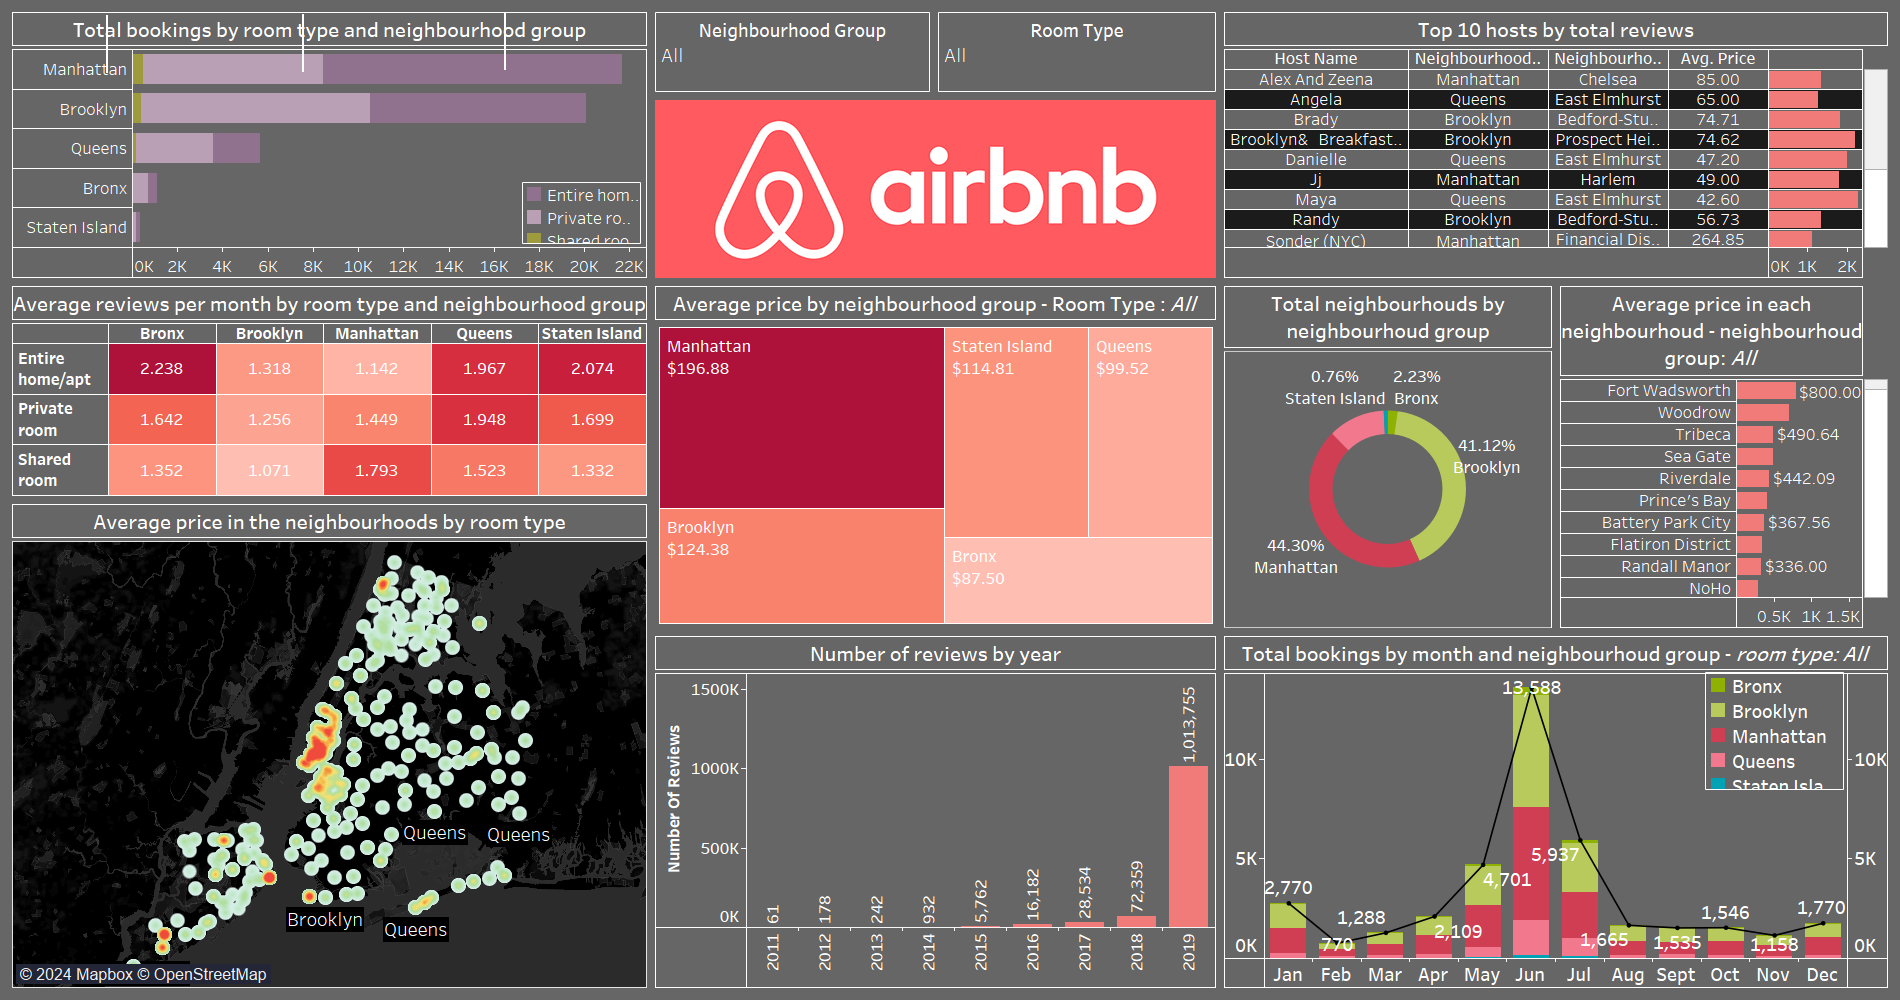 Total bookings by room type and neighbourhood group
Manhattan
Brooklyn
Queens
Bronx
Staten Island
0K 2K 4K 6K 8K 10K 12K 14K 16K 18K 20K 22K
Entire hom..
Private ro..
Shared roo
Neighbourhood Group
All
Room Type
All
airbnb
Top 10 hosts by total reviews
Host Name Neighbourhood.. Neighbourho.. Avg. Price
Alex And Zeena Manhattan Chelsea 85.00
Angela Queens East Elmhurst 65.00
Brady Brooklyn Bedford-Stu.. 74.71
Brooklyn& Breakfast.. Brooklyn Prospect Hei.. 74.62
Danielle Queens East Elmhurst 47.20
Jj Manhattan Harlem 49.00
Maya Queens East Elmhurst 42.60
Randy Brooklyn Bedford-Stu.. 56.73
Sonder (NYC) Manhattan Financial Dis.. 264.85
0K 1K 2K
Average reviews per month by room type and neighbourhood group
Bronx Brooklyn Manhattan Queens Staten Island
Entire
home/apt
2.238 1.318 1.142 1.967 2.074
Private
room
1.642 1.256 1.449 1.948 1.699
Shared
room
1.352 1.071 1.793 1.523 1.332
Average price by neighbourhood group - Room Type : All
Manhattan
$196.88
Staten Island
$114.81
Queens
$99.52
Brooklyn
$124.38
Bronx
$87.50
Total neighbourhouds by
neighbourhoud group
0.76%
Staten Island
2.23%
Bronx
41.12%
Brooklyn
44.30%
Manhattan
Average price in each
neighbourhoud - neighbourhoud
group: All
Fort Wadsworth $800.00
Woodrow
Tribeca $490.64
Sea Gate
Riverdale $442.09
Prince's Bay
Battery Park City $367.56
Flatiron District
Randall Manor $336.00
NoHo
0.5K 1K 1.5K
Average price in the neighbourhoods by room type
Queens
Queens
Brooklyn
Queens
© 2024 Mapbox © OpenStreetMap
Number of reviews by year
Number Of Reviews
1500K
1000K
500K
0K
61 178 242 932 5,762 16,182 28,534 72,359 1,013,755
2011 2012 2013 2014 2015 2016 2017 2018 2019
Total bookings by month and neighbourhoud group - room type: All
Bronx
Brooklyn
Manhattan
Queens
Staten Isla
10K
5K
0K
2,770 770 1,288 2,109 4,701 13,588 5,937 1,665 1,535 1,546 1,158 1,770
10K
5K
0K
Jan Feb Mar Apr May Jun Jul Aug Sept Oct Nov Dec